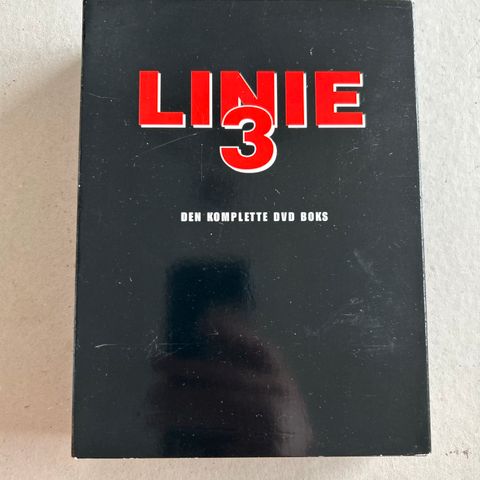 LINIE
3
DEN KOMPLETTE DVD BOKS